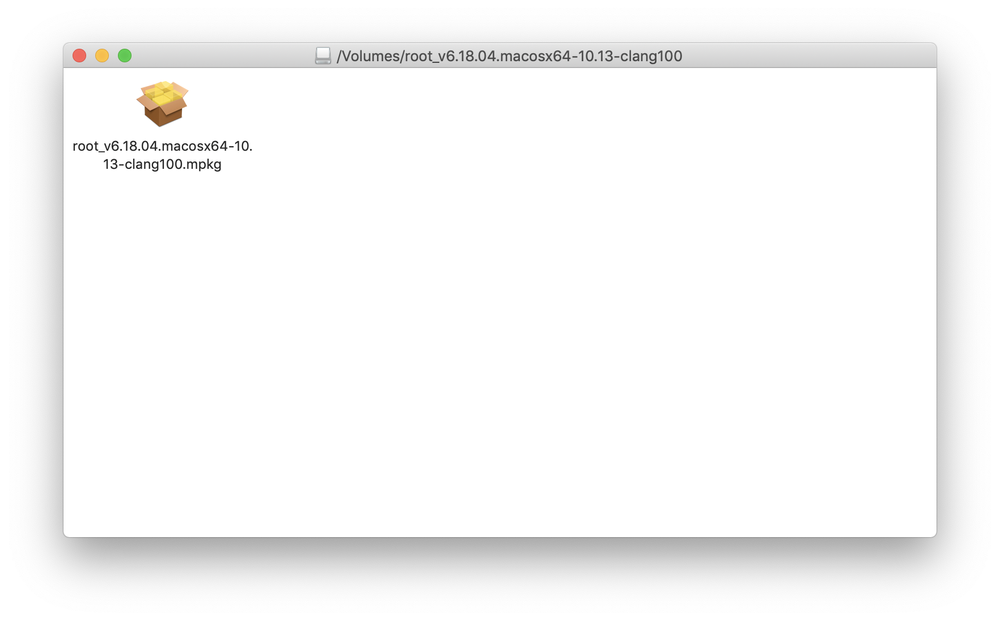 /Volumes/root_v6.18.04.macosx64-10.13-clang100
root_v6.18.04.macosx64-10.
13-clang100.mpkg